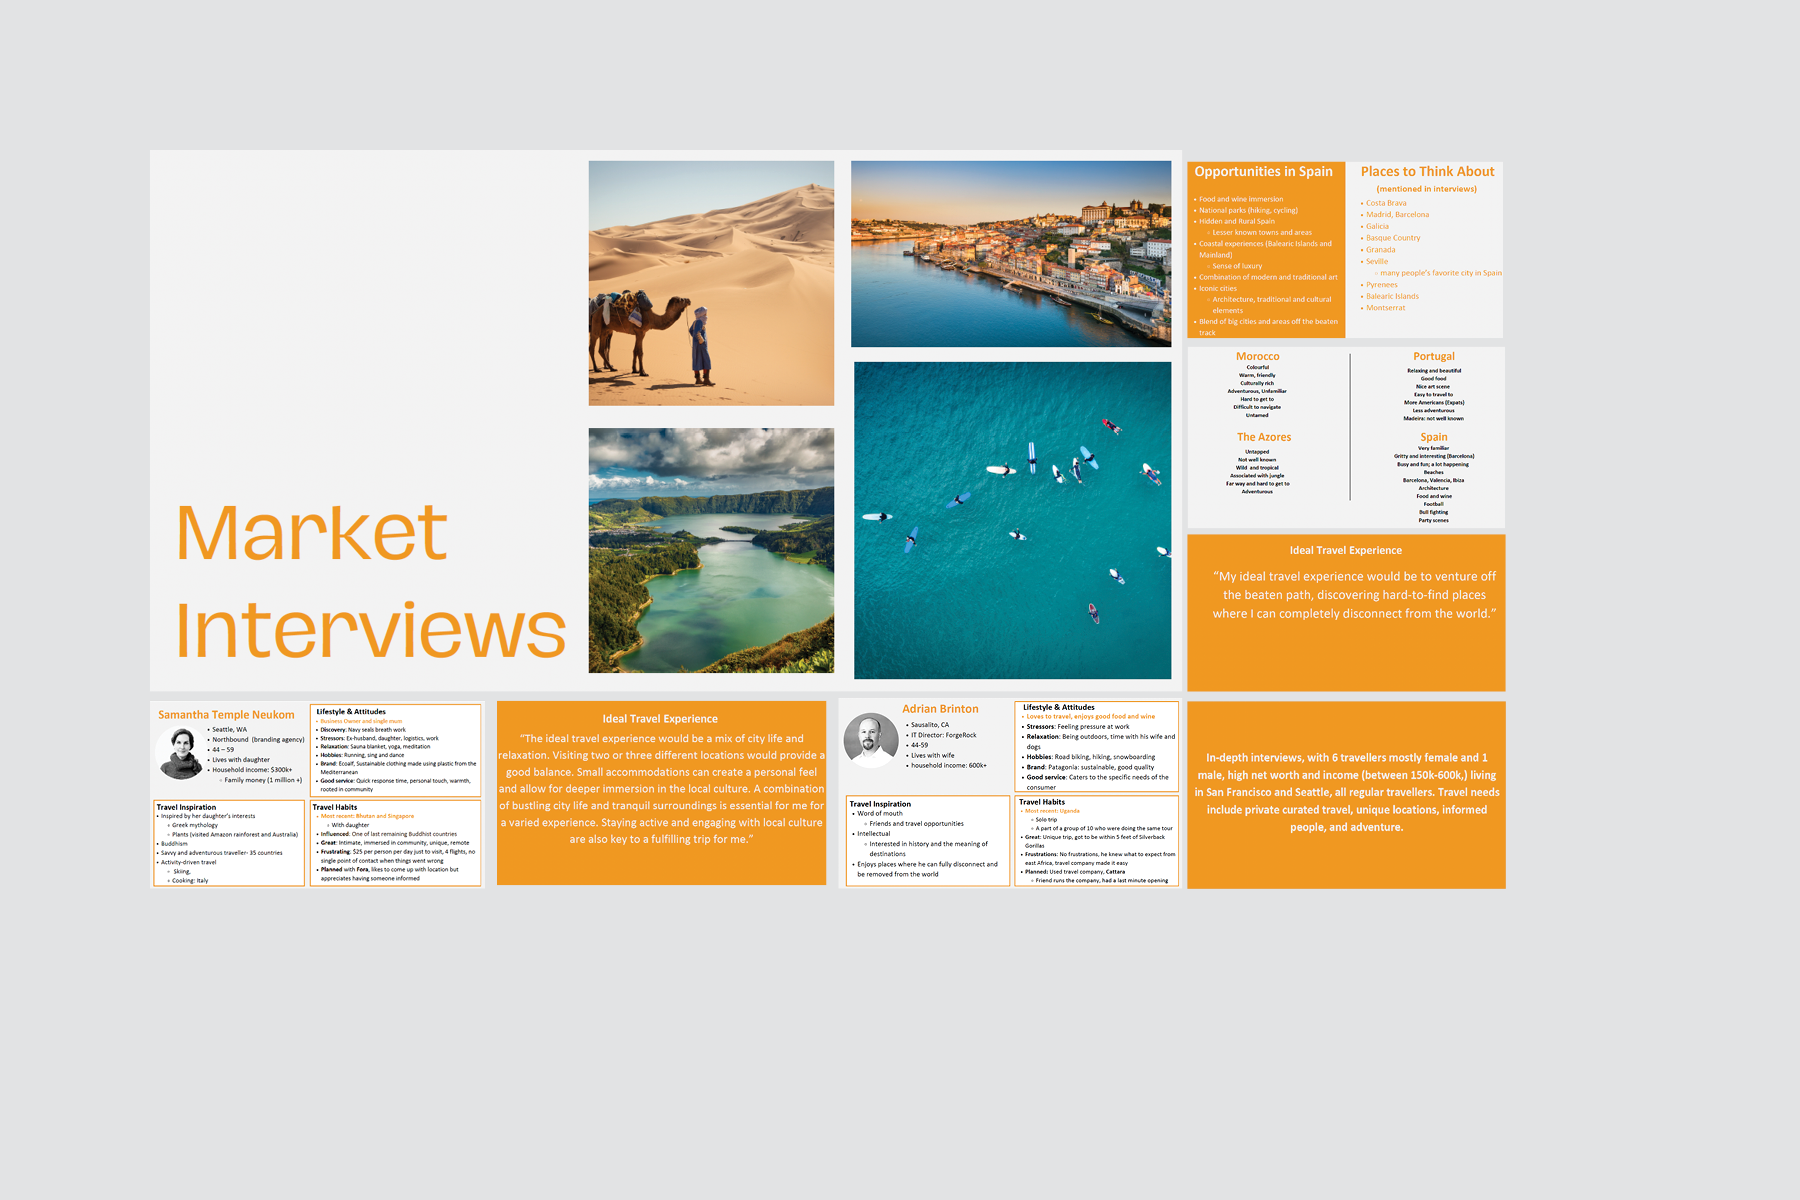 Market
Interviews
Opportunities in Spain
• Food and wine immersion
• National parks (hiking, cycling)
• Hidden and Rural Spain
◦ Lesser known towns and areas
• Coastal experiences (Balearic Islands and
Mainland)
◦ Sense of luxury
• Combination of modern and traditional art
• Iconic cities
◦ Architecture, traditional and cultural
elements
• Blend of big cities and areas off the beaten
track
Places to Think About
(mentioned in interviews)
• Costa Brava
• Madrid, Barcelona
• Galicia
• Basque Country
• Granada
• Seville
◦ many people's favorite city in Spain
• Pyrenees
• Balearic Islands
• Montserrat
Morocco
Colourful
Warm, friendly
Culturally rich
Adventurous, Unfamiliar
Hard to get to
Difficult to navigate
Untamed
The Azores
Untapped
Not well known
Wild and tropical
Associated with jungle
Far way and hard to get to
Adventurous
Portugal
Relaxing and beautiful
Good food
Nice art scene
Easy to travel to
More Americans (Expats)
Less adventurous
Madeira: not well known
Spain
Very familiar
Gritty and interesting (Barcelona)
Busy and fun; a lot happening
Beaches
Barcelona, Valencia, Ibiza
Architecture
Food and wine
Football
Bull fighting
Party scenes
Ideal Travel Experience
“My ideal travel experience would be to venture off
the beaten path, discovering hard-to-find places
where I can completely disconnect from the world.”
Samantha Temple Neukom
• Seattle, WA
• Northbound (branding agency)
• 44 – 59
• Lives with daughter
• Household income: $300k+
◦ Family money (1 million +)
Lifestyle & Attitudes
• Business Owner and single mum
• Discovery: Navy seals breath work
• Stressors: Ex-husband, daughter, logistics, work
• Relaxation: Sauna blanket, yoga, meditation
• Hobbies: Running, sing and dance
• Brand: Ecoalf, Sustainable clothing made using plastic from the
Mediterranean
• Good service: Quick response time, personal touch, warmth,
rooted in community
Travel Inspiration
• Inspired by her daughter's interests
◦ Greek mythology
◦ Plants (visited Amazon rainforest and Australia)
• Buddhism
• Savvy and adventurous traveller- 35 countries
• Activity-driven travel
◦ Skiing,
◦ Cooking: Italy
Travel Habits
• Most recent: Bhutan and Singapore
◦ With daughter
• Influenced: One of last remaining Buddhist countries
• Great: Intimate, immersed in community, unique, remote
• Frustrating: $25 per person per day just to visit, 4 flights, no
single point of contact when things went wrong
• Planned with Fora, likes to come up with location but
appreciates having someone informed
Ideal Travel Experience
“The ideal travel experience would be a mix of city life and
relaxation. Visiting two or three different locations would provide a
good balance. Small accommodations can create a personal feel
and allow for deeper immersion in the local culture. A combination
of bustling city life and tranquil surroundings is essential for me for
a varied experience. Staying active and engaging with local culture
are also key to a fulfilling trip for me.”
Adrian Brinton
• Sausalito, CA
• IT Director: ForgeRock
• 44-59
• Lives with wife
• household income: 600k+
Lifestyle & Attitudes
• Loves to travel, enjoys good food and wine
• Stressors: Feeling pressure at work
• Relaxation: Being outdoors, time with his wife and
dogs
• Hobbies: Road biking, hiking, snowboarding
• Brand: Patagonia: sustainable, good quality
• Good service: Caters to the specific needs of the
consumer
Travel Inspiration
• Word of mouth
◦ Friends and travel opportunities
• Intellectual
◦ Interested in history and the meaning of
destinations
• Enjoys places where he can fully disconnect and
be removed from the world
Travel Habits
• Most recent: Uganda
◦ Solo trip
◦ A part of a group of 10 who were doing the same tour
• Great: Unique trip, got to be within 5 feet of Silverback
Gorillas
• Frustrations: No frustrations, he knew what to expect from
east Africa, travel company made it easy
• Planned: Used travel company, Cattara
◦ Friend runs the company, had a last minute opening
In-depth interviews, with 6 travellers mostly female and 1
male, high net worth and income (between 150k-600k,) living
in San Francisco and Seattle, all regular travellers. Travel needs
include private curated travel, unique locations, informed
people, and adventure.